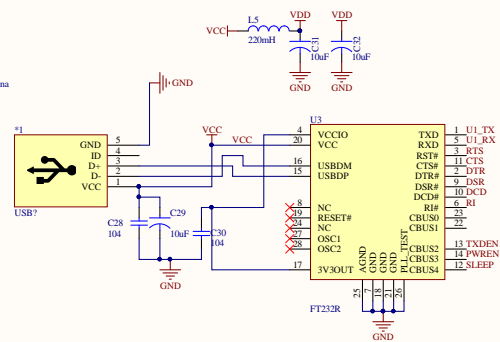 L5
VDD
VDD
VCC
220mH
C31
10uF
C32
10uF
GND
GND
na
GND
*1
GND 5
ID 4
D+ 3
D- 2
VCC 1
USB?
VCC
VCC
C28
104
C29
10uF
C30
104
GND
U3
4 VCCIO
20 VCC
16 USBDM
15 USBDP
8 NC
19 RESET#
24 NC
27 OSC1
28 OSC2
17 3V3OUT
TXD 1 U1_TX
RXD 5 U1_RX
RST# 3 RTS
CTS# 11 CTS
DTR# 2 DTR
DSR# 9 DSR
DCD# 10 DCD
RI# 6 RI
CBUS0 23
CBUS1 22
CBUS2 13 TXDEN
CBUS3 14 PWREN
CBUS4 12 SLEEP
AGND 25
GND 7
GND 18
GND 21
PLL_TEST 26
FT232R
GND